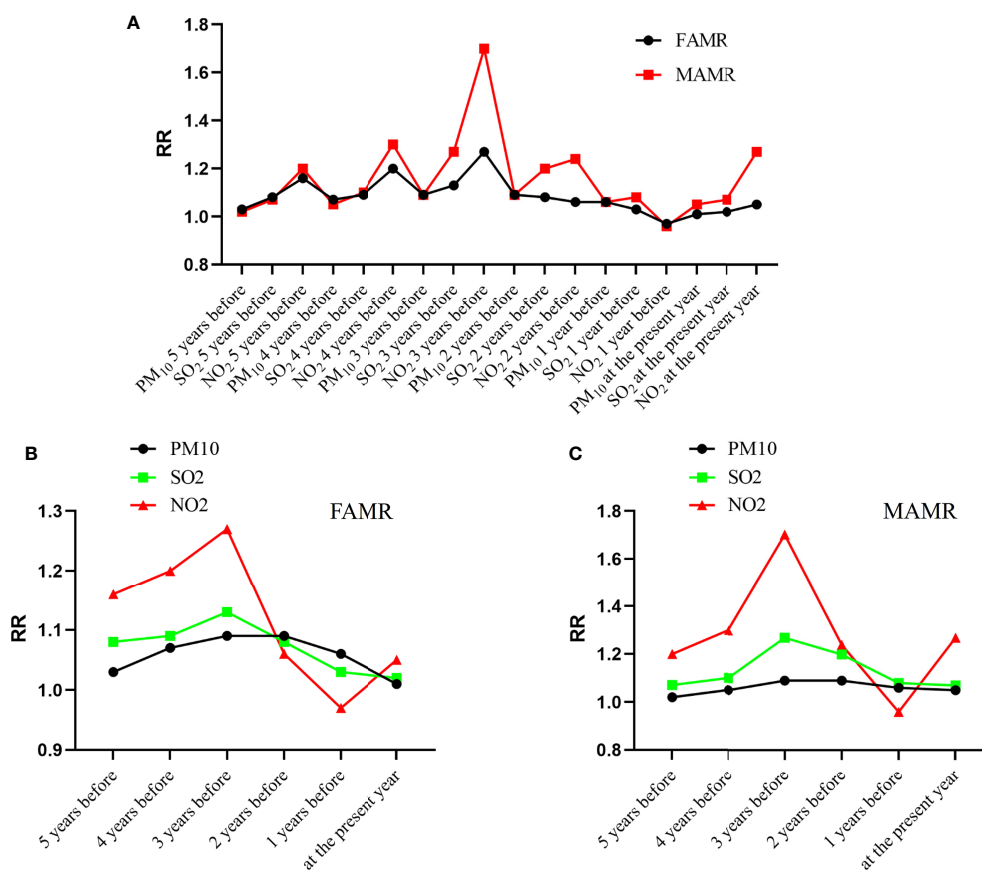 A
1.8
1.6
1.4
1.2
1.0
0.8
RR
FAMR
MAMR
PM10 5 years before
SO2 5 years before
NO2 5 years before
PM10 4 years before
SO2 4 years before
NO2 4 years before
PM10 3 years before
SO2 3 years before
NO2 3 years before
PM10 2 years before
SO2 2 years before
NO2 2 years before
PM10 1 year before
SO2 1 year before
NO2 1 year before
PM10 at the present year
SO2 at the present year
NO2 at the present year
B
PM10
SO2
NO2
FAMR
1.3
1.2
1.1
1.0
0.9
RR
5 years before
4 years before
3 years before
2 years before
1 years before
at the present year
C
PM10
SO2
NO2
MAMR
1.8
1.6
1.4
1.2
1.0
0.8
RR
5 years before
4 years before
3 years before
2 years before
1 years before
at the present year